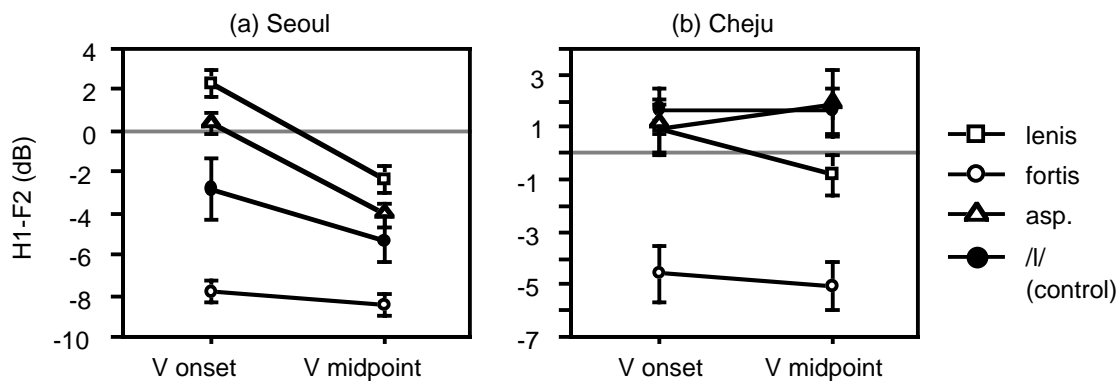 (a) Seoul
(b) Cheju
H1-F2 (dB)
4
2
0
-2
-4
-6
-8
-10
3
1
-1
-3
-5
-7
V onset
V midpoint
V onset
V midpoint
lenis
fortis
asp.
/l/
(control)